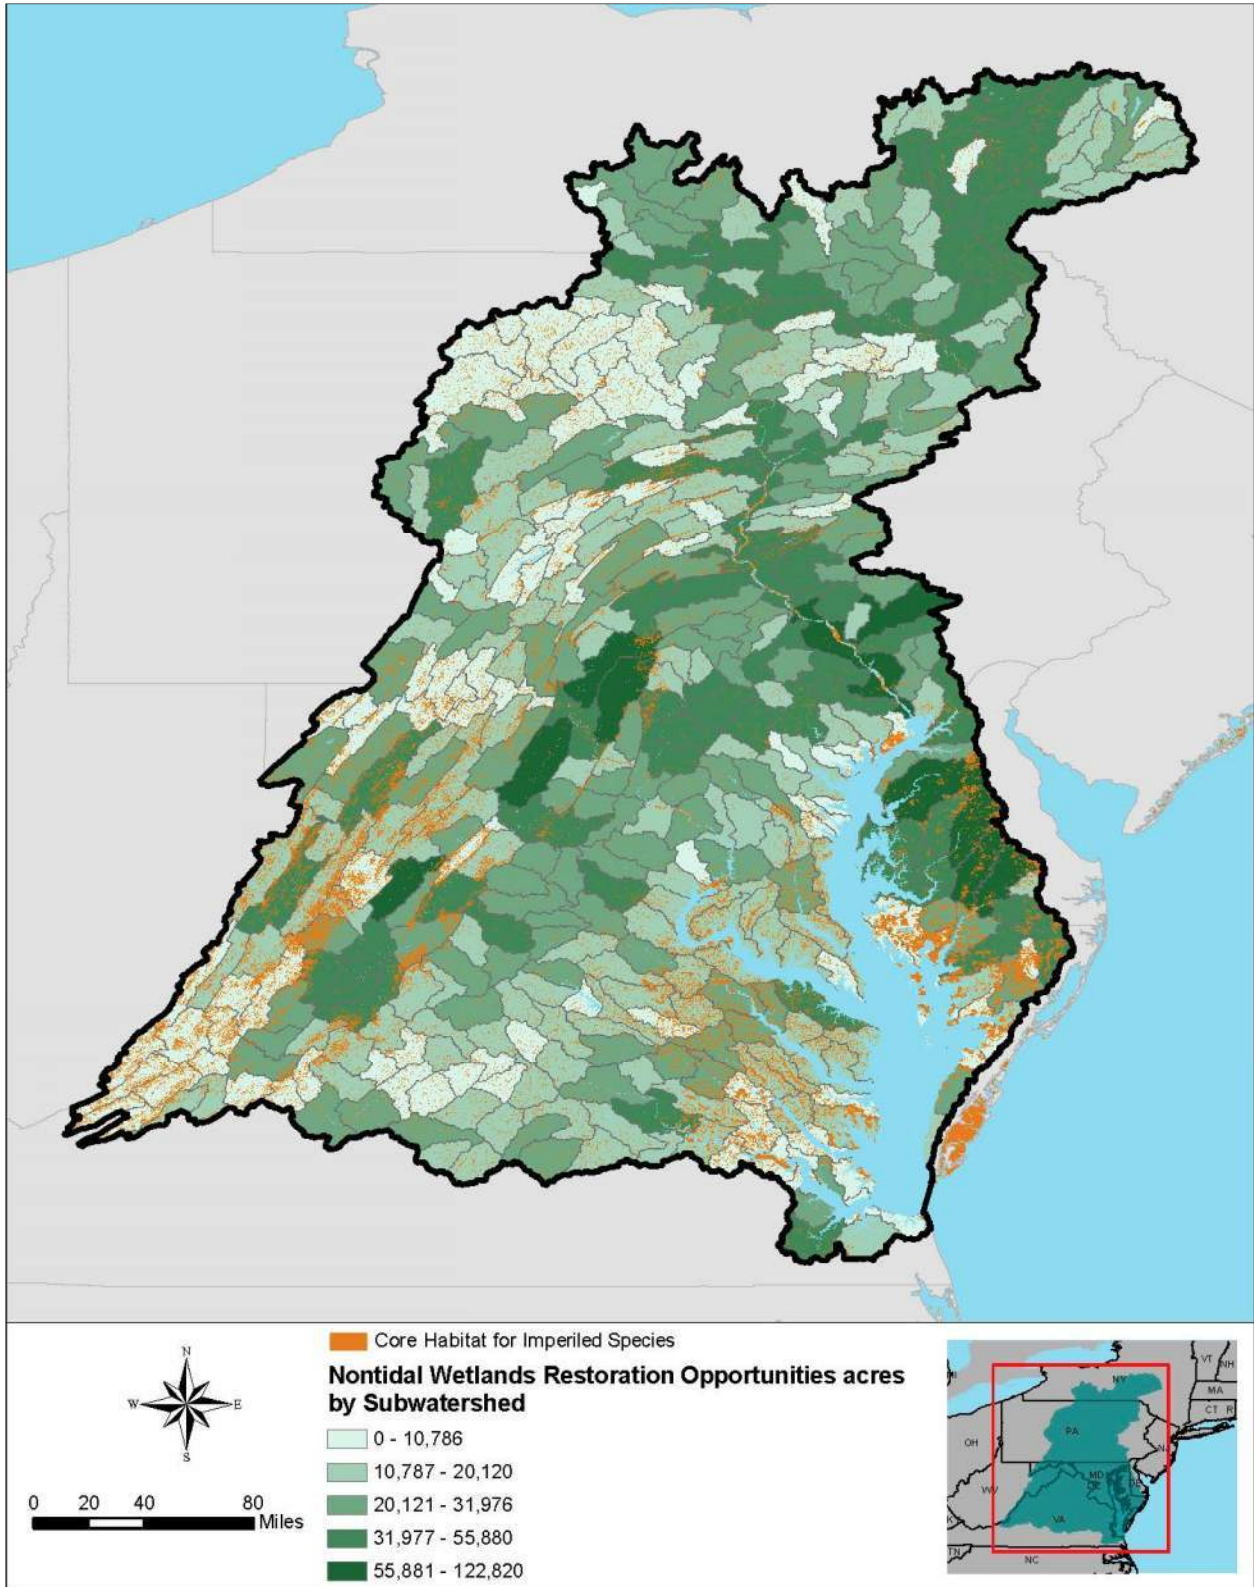 N
W
E
S
0 20 40 80
Miles
Core Habitat for Imperiled Species
Nontidal Wetlands Restoration Opportunities acres
by Subwatershed
0 - 10,786
10,787 - 20,120
20,121 - 31,976
31,977 - 55,880
55,881 - 122,820
VT NH
NY
MA
CT R
PA
OH
MD
DE
WV
VA
TN
NC